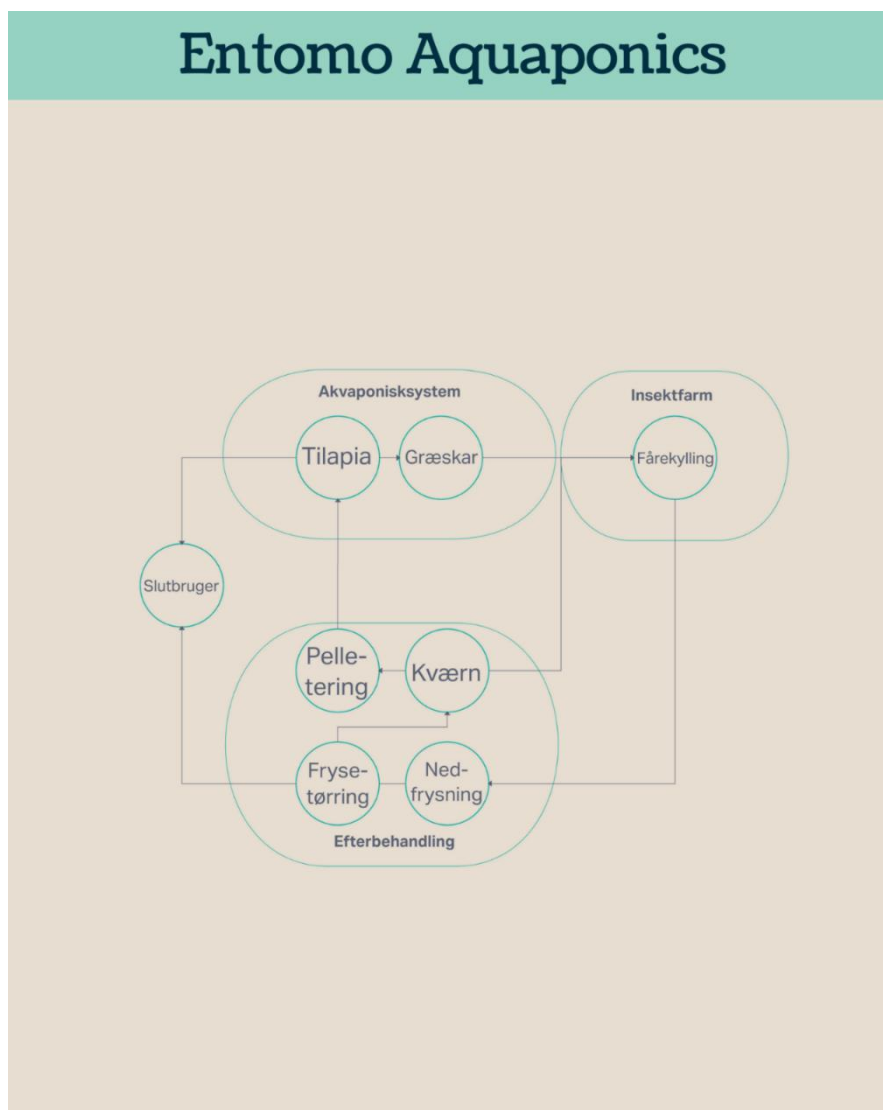 Entomo Aquaponics
Akvaponisksystem
Insektfarm
Tilapia
Græskar
Fårekylling
Slutbruger
Pelle-
tering
Kværn
Fryse-
tørring
Ned-
frysning
Efterbehandling